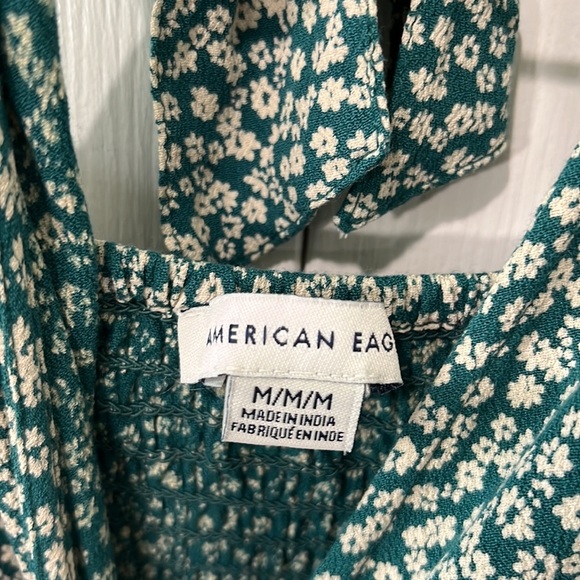 AMERICAN EAG
M/M/M
MADE IN INDIA
FABRIQUÉ EN INDE